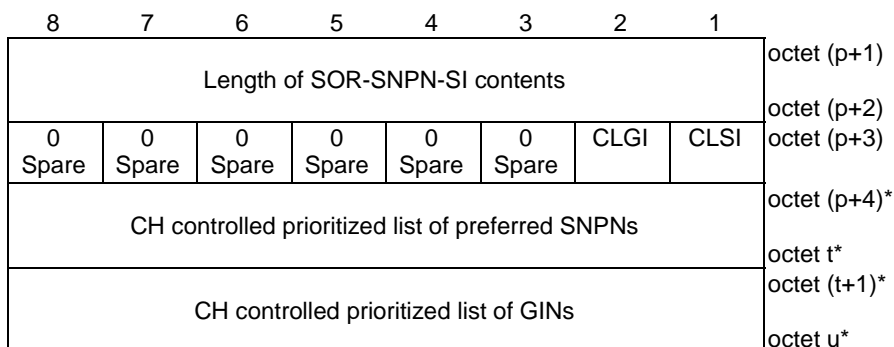 8 7 6 5 4 3 2 1
octet (p+1)
Length of SOR-SNPN-SI contents
octet (p+2)
0 0 0 0 0 0 CLGI CLSI octet (p+3)
Spare Spare Spare Spare Spare Spare
octet (p+4)*
CH controlled prioritized list of preferred SNPNs
octet t*
octet (t+1)*
CH controlled prioritized list of GINs
octet u*